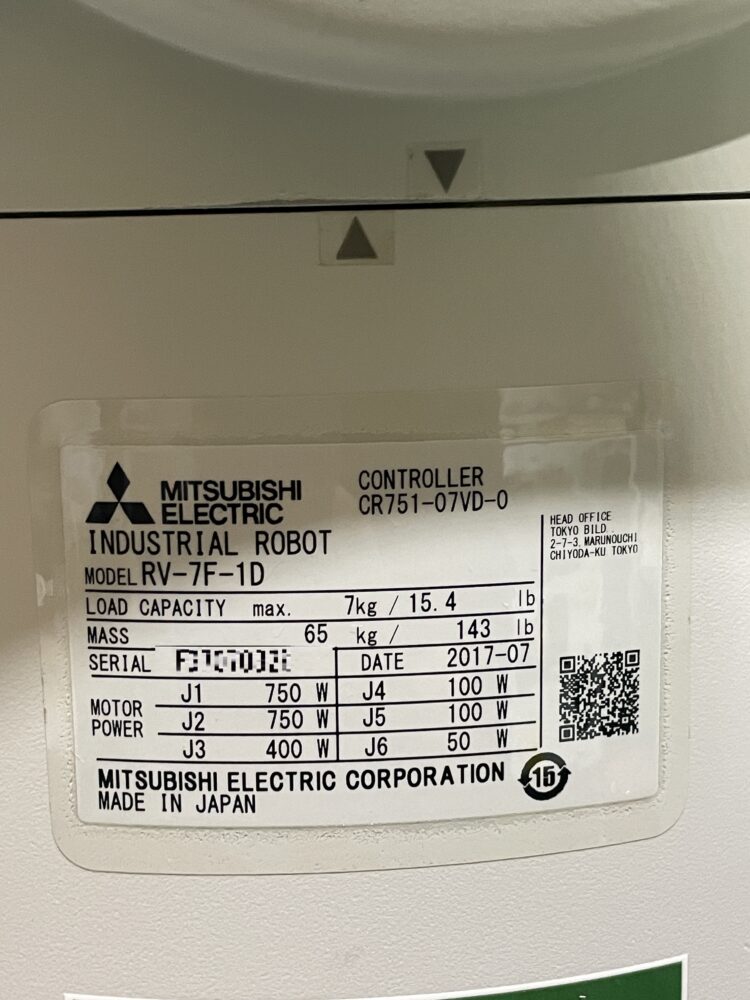 MITSUBISHI
ELECTRIC
CONTROLLER
CR751-07VD-0
INDUSTRIAL ROBOT
MODEL RV-7F-1D
HEAD OFFICE
TOKYO BILD.
2-7-3, MARUNOUCHI
CHIYODA-KU TOKYO
LOAD CAPACITY max. 7kg / 15.4 lb
MASS 65 kg / 143 lb
SERIAL DATE 2017-07
MOTOR POWER
J1 750 W J4 100 W
J2 750 W J5 100 W
J3 400 W J6 50 W
MITSUBISHI ELECTRIC CORPORATION
MADE IN JAPAN
15